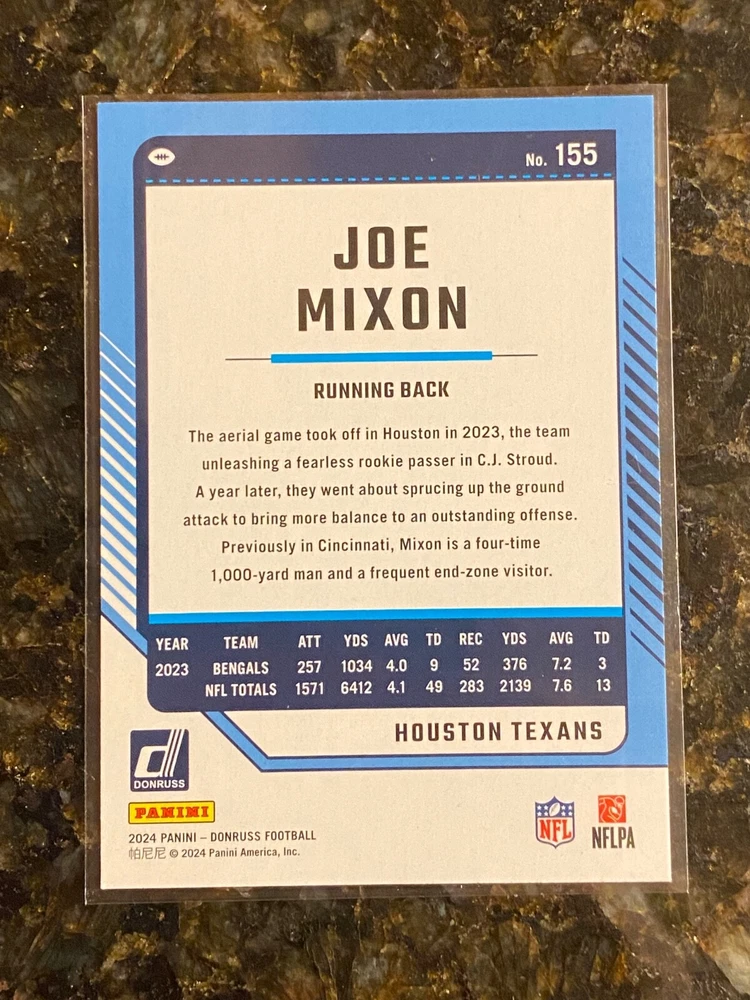 No. 155
JOE
MIXON
RUNNING BACK
The aerial game took off in Houston in 2023, the team
unleashing a fearless rookie passer in C.J. Stroud.
A year later, they went about sprucing up the ground
attack to bring more balance to an outstanding offense.
Previously in Cincinnati, Mixon is a four-time
1,000-yard man and a frequent end-zone visitor.
YEAR TEAM ATT YDS AVG TD REC YDS AVG TD
2023 BENGALS 257 1034 4.0 9 52 376 7.2 3
NFL TOTALS 1571 6412 4.1 49 283 2139 7.6 13
HOUSTON TEXANS
DONRUSS
PANINI
2024 PANINI – DONRUSS FOOTBALL
帕尼尼 © 2024 Panini America, Inc.
NFL
NFLPA